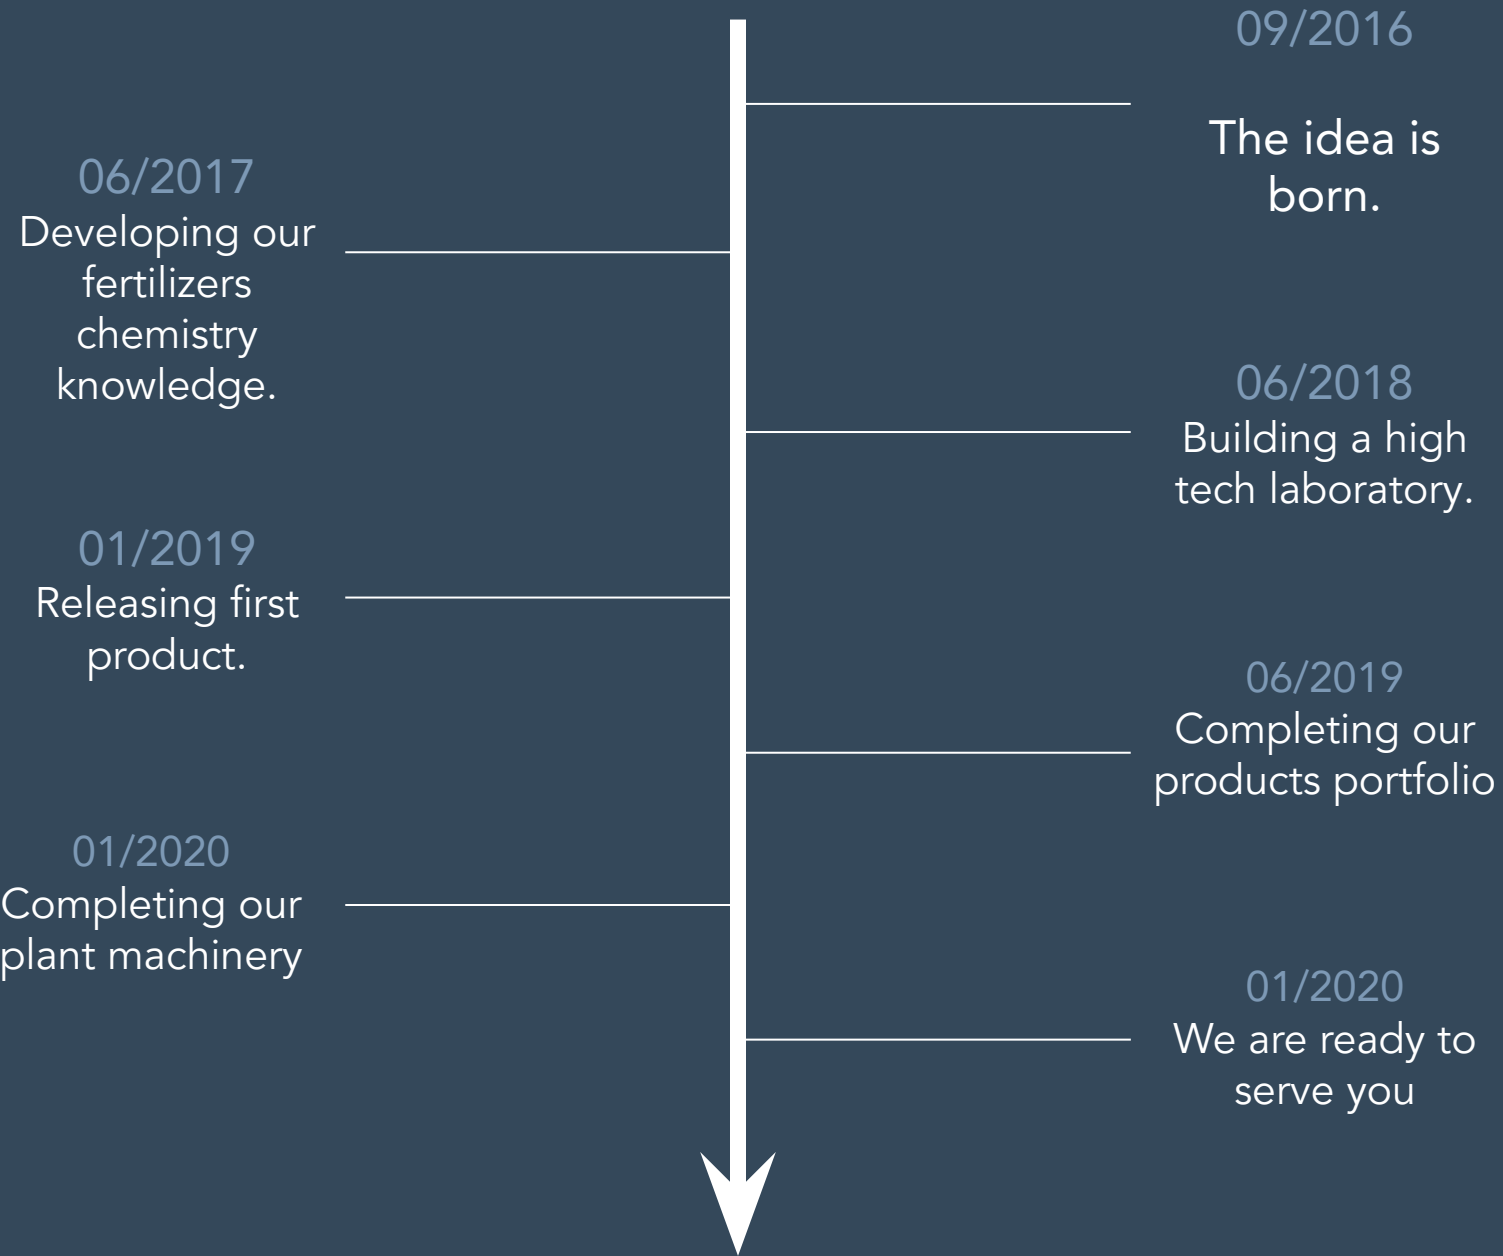 09/2016
The idea is
born.
06/2017
Developing our
fertilizers
chemistry
knowledge.
06/2018
Building a high
tech laboratory.
01/2019
Releasing first
product.
06/2019
Completing our
products portfolio
01/2020
Completing our
plant machinery
01/2020
We are ready to
serve you